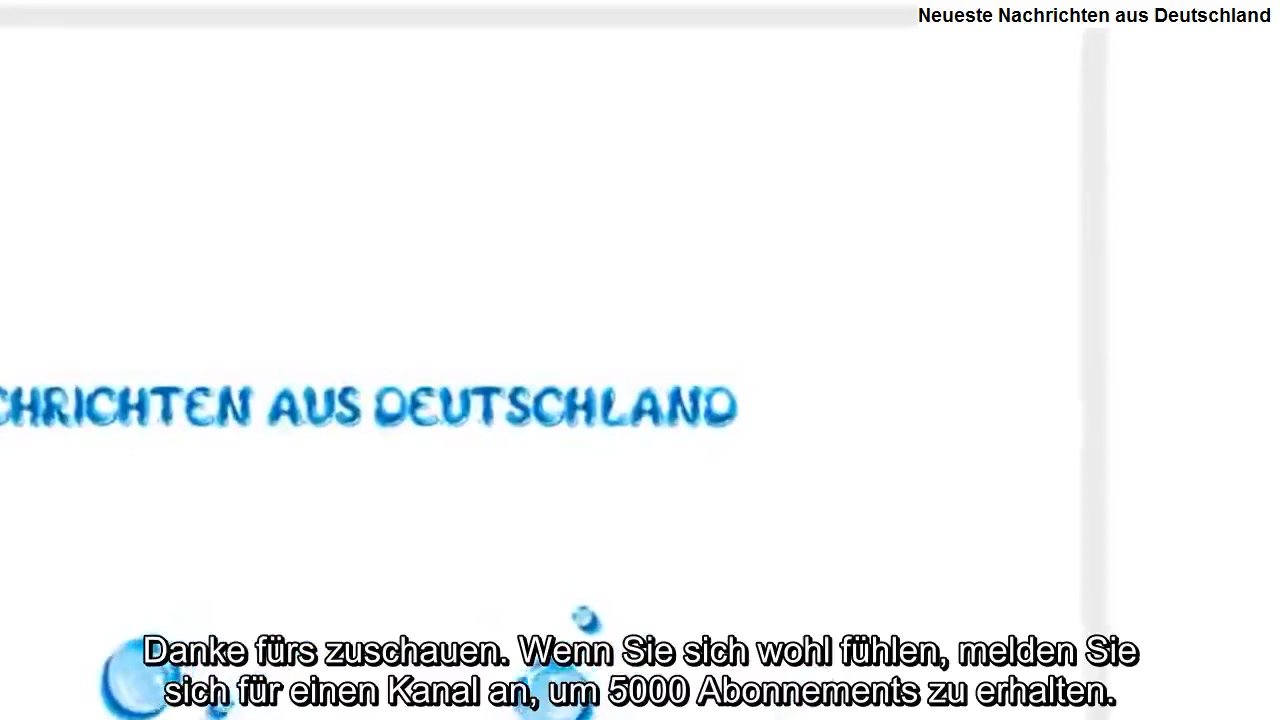 Neueste Nachrichten aus Deutschland
CHRICHTEN AUS DEUTSCHLAND
Danke fürs zuschauen. Wenn Sie sich wohl fühlen, melden Sie
sich für einen Kanal an, um 5000 Abonnements zu erhalten.